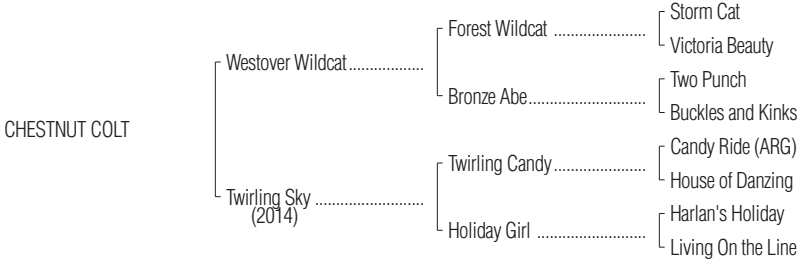 Storm Cat
Forest Wildcat ......................
Victoria Beauty
Westover Wildcat..................
Two Punch
Bronze Abe............................
Buckles and Kinks
CHESTNUT COLT
Candy Ride (ARG)
Twirling Candy......................
House of Danzing
Twirling Sky ..........................
(2014)
Harlan's Holiday
Holiday Girl ..........................
Living On the Line